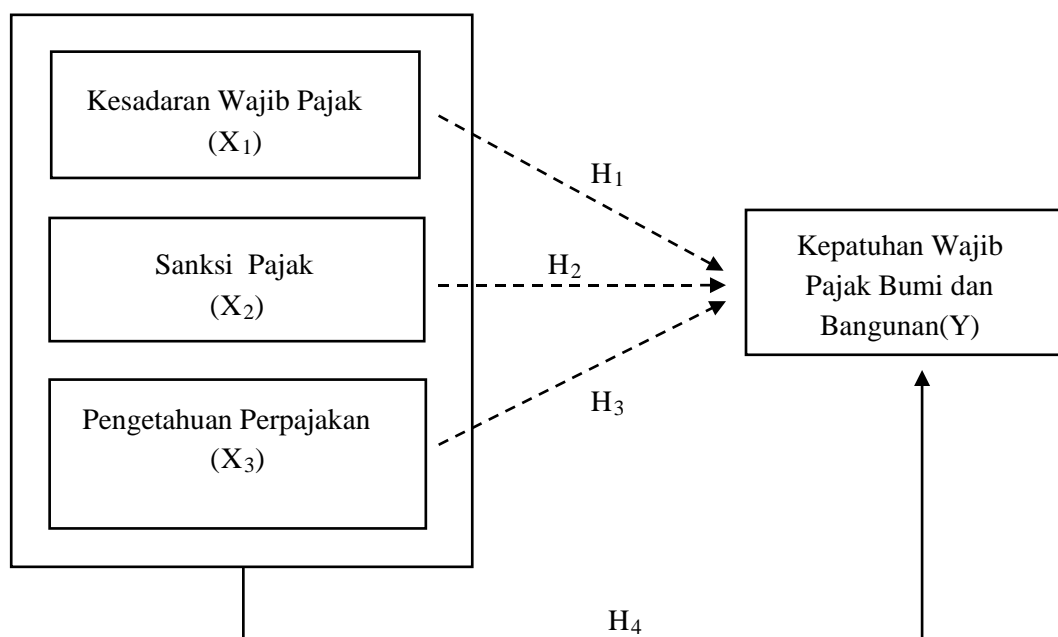 Kesadaran Wajib Pajak
(X1)
H1
Sanksi Pajak
(X2)
H2
Kepatuhan Wajib
Pajak Bumi dan
Bangunan(Y)
Pengetahuan Perpajakan
(X3)
H3
H4